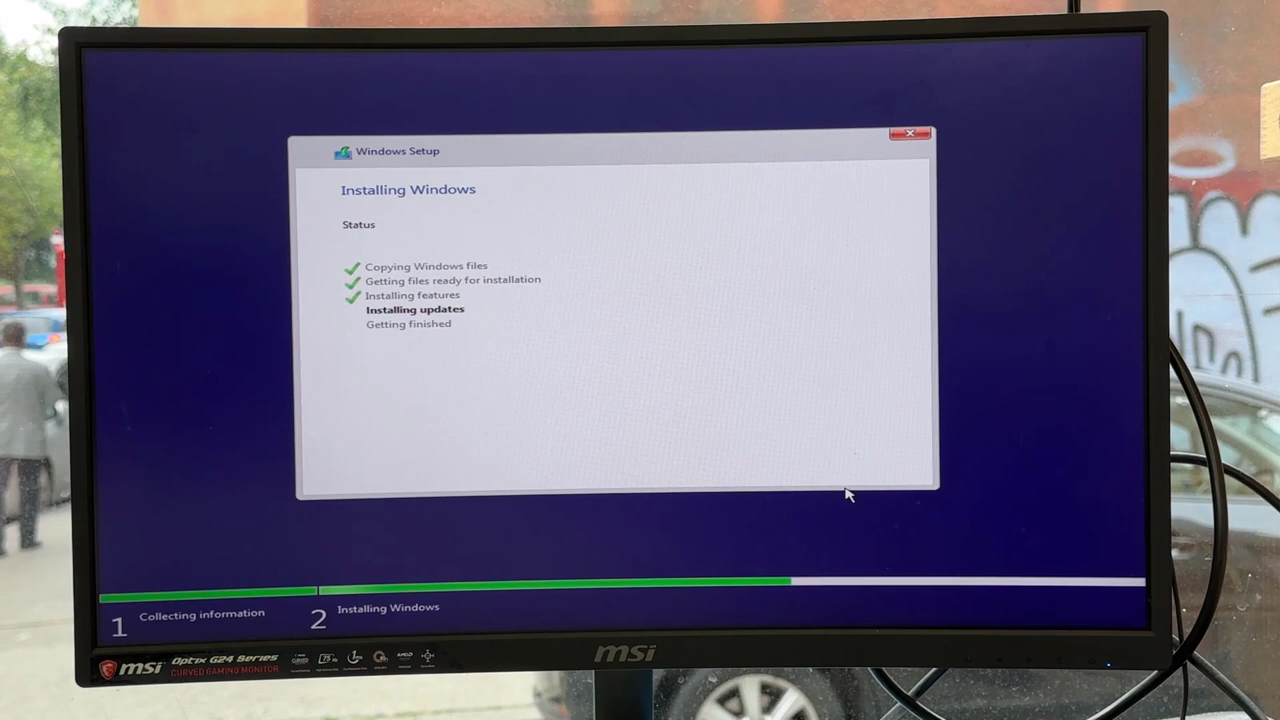 Windows Setup
Installing Windows
Status
Copying Windows files
Getting files ready for installation
Installing features
Installing updates
Getting finished
1 Collecting information
2 Installing Windows
msi Optix G24 Series
CURVED GAMING MONITOR
msi